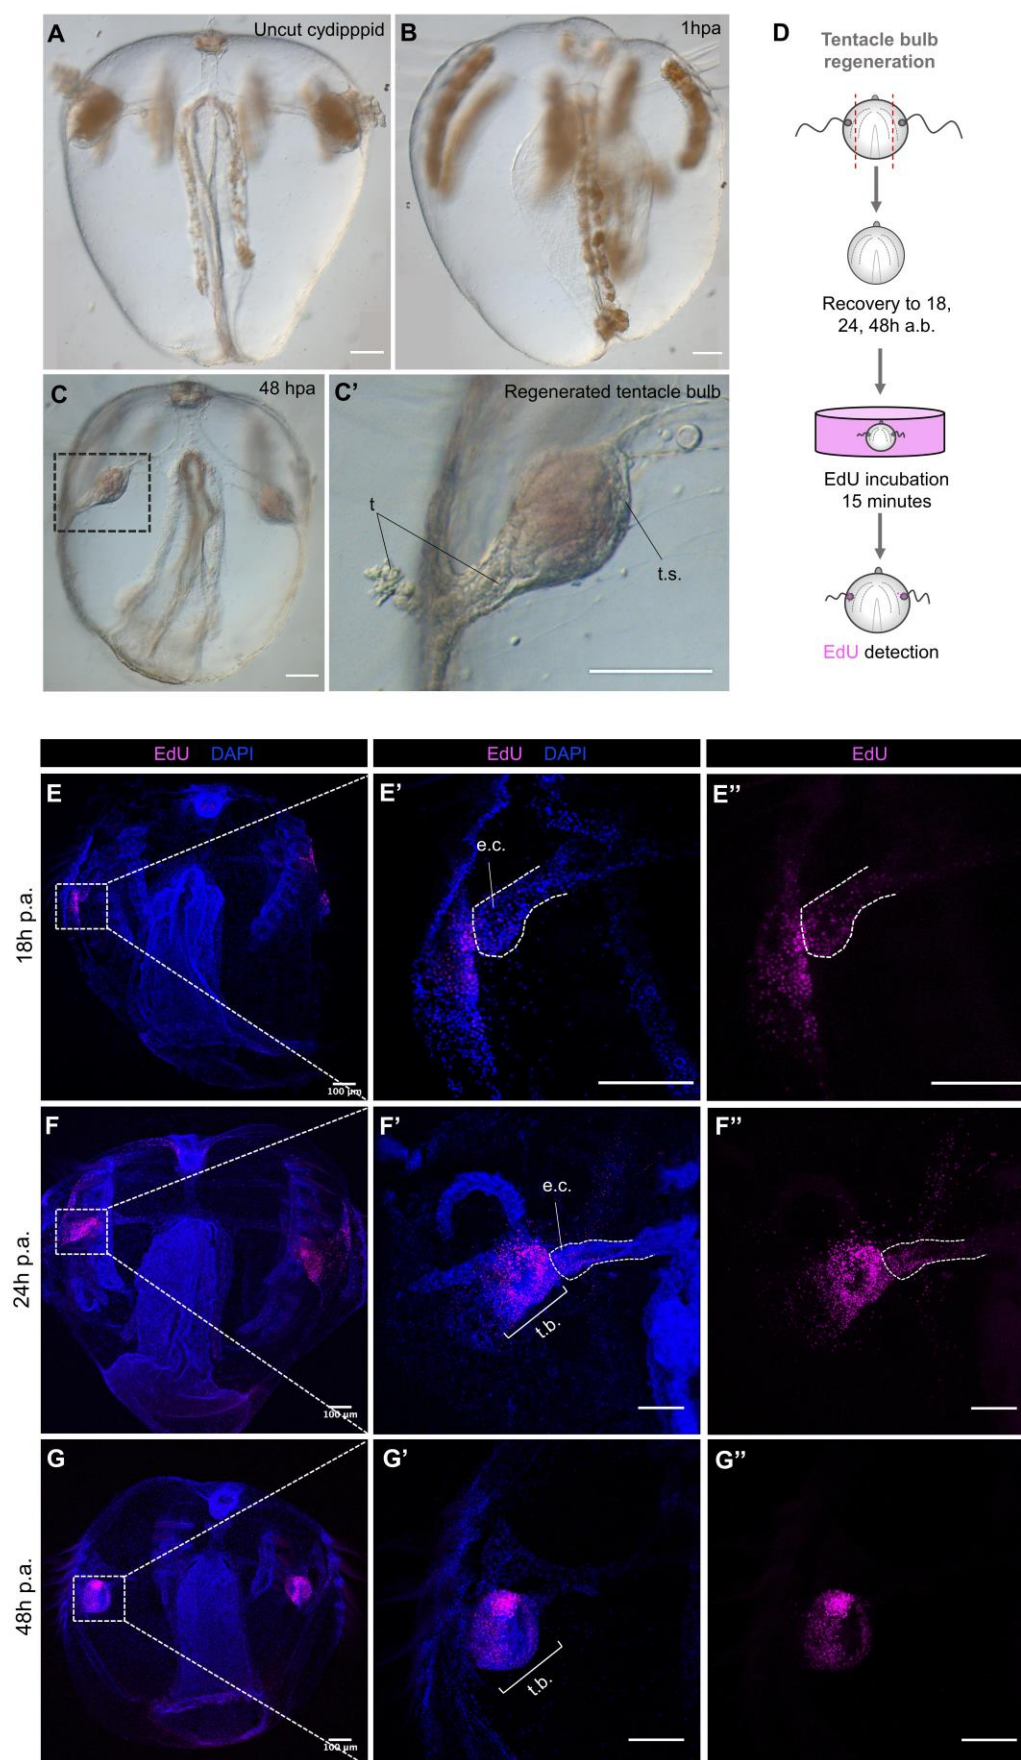 A
Uncut cydipppid
B
1hpa
D
Tentacle bulb
regeneration
Recovery to 18,
24, 48h a.b.
EdU incubation
15 minutes
EdU detection
C
48 hpa
C'
Regenerated tentacle bulb
t
t.s.
EdU DAPI
EdU DAPI
EdU
18h p.a.
E
100 µm
E'
e.c.
E''
24h p.a.
F
100 µm
F'
e.c.
t.b.
F''
48h p.a.
G
100 µm
G'
t.b.
G''